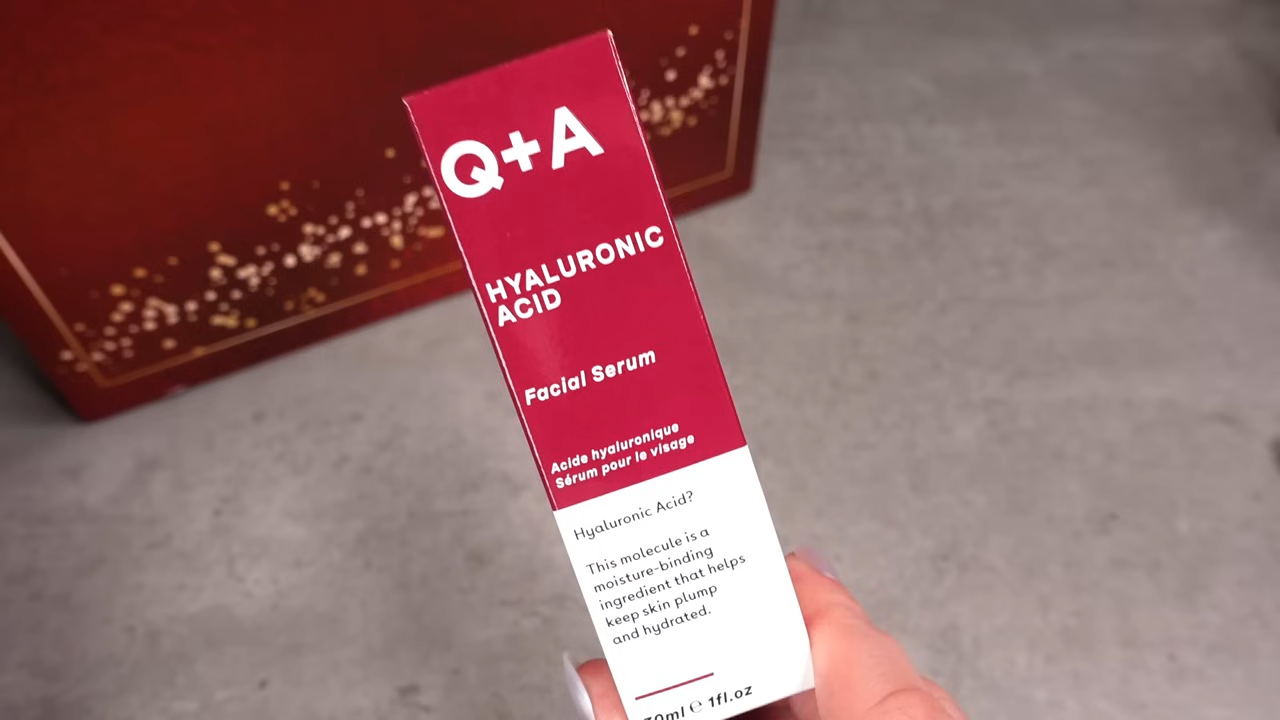 Q+A
HYALURONIC
ACID
Facial Serum
Acide hyaluronique
Sérum pour le visage
Hyaluronic Acid?
This molecule is a
moisture-binding
ingredient that helps
keep skin plump
and hydrated.
30ml ℮ 1fl.oz